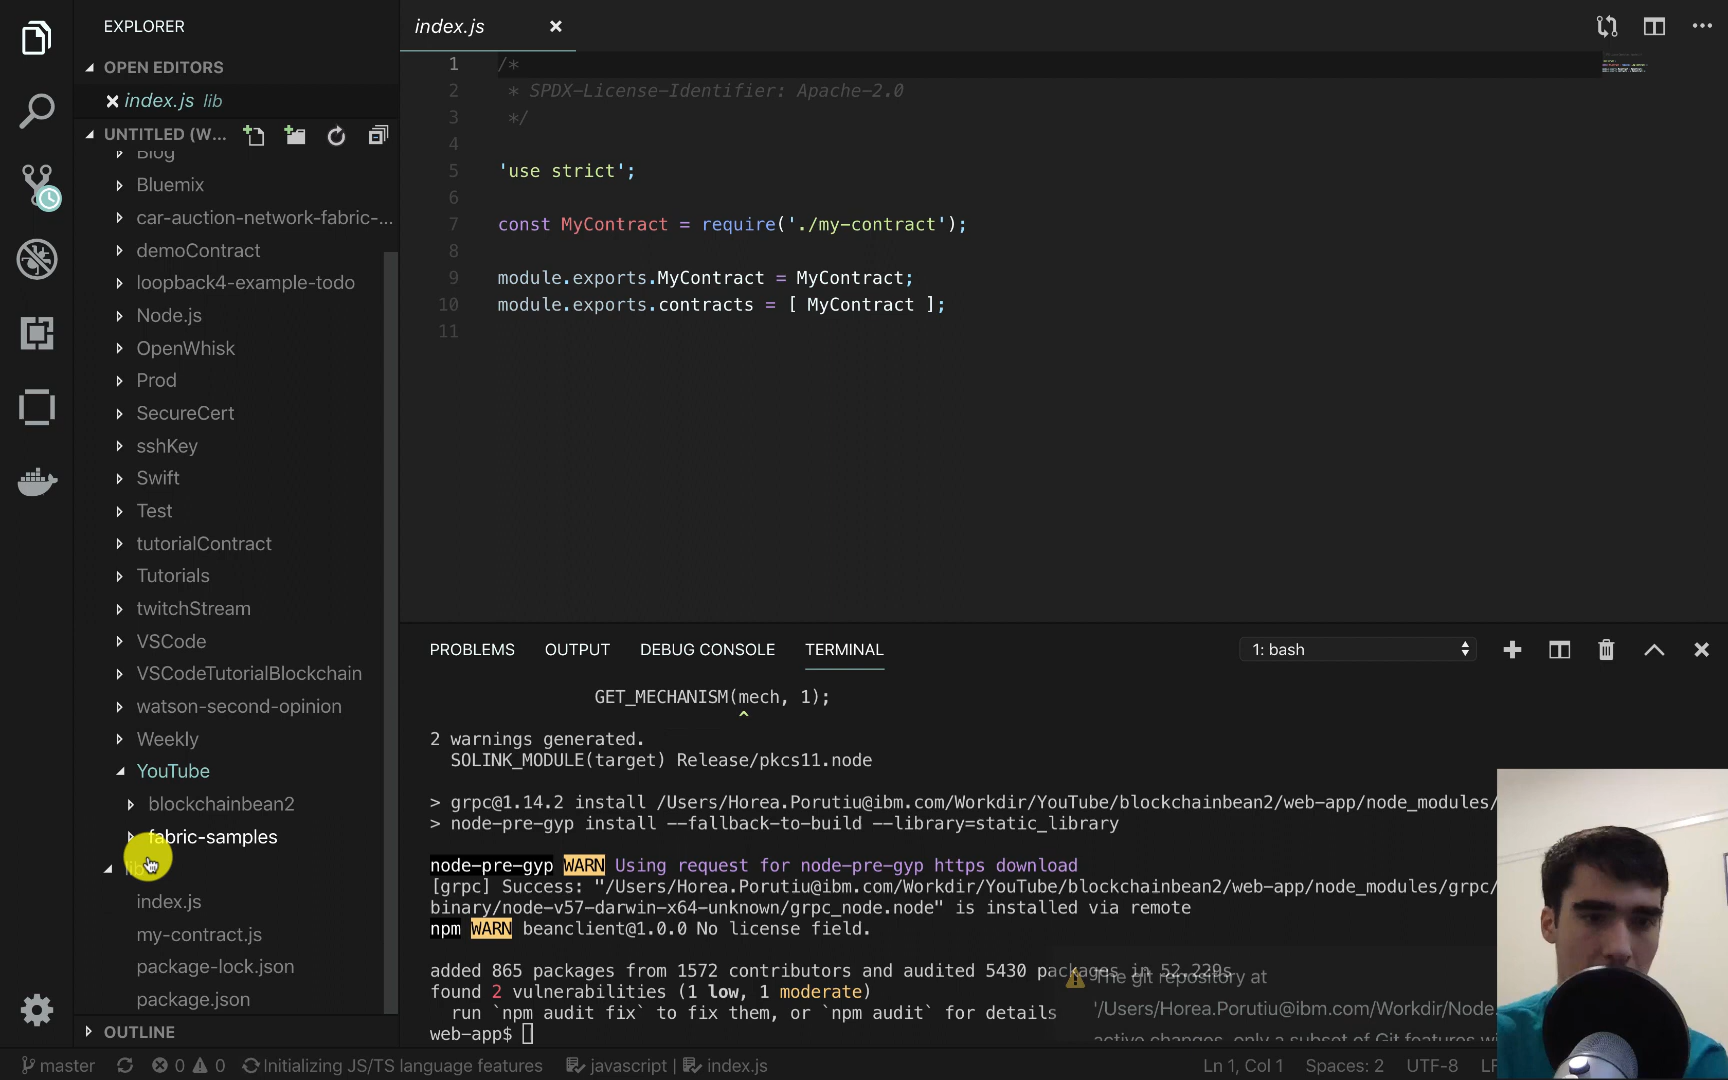 EXPLORER
OPEN EDITORS
index.js lib
UNTITLED (W...
Blog
Bluemix
car-auction-network-fabric-...
demoContract
loopback4-example-todo
Node.js
OpenWhisk
Prod
SecureCert
sshKey
Swift
Test
tutorialContract
Tutorials
twitchStream
VSCode
VSCodeTutorialBlockchain
watson-second-opinion
Weekly
YouTube
blockchainbean2
fabric-samples
index.js
my-contract.js
package-lock.json
package.json
OUTLINE
index.js
1 /*
2 * SPDX-License-Identifier: Apache-2.0
3 */
4
5 'use strict';
6
7 const MyContract = require('./my-contract');
8
9 module.exports.MyContract = MyContract;
10 module.exports.contracts = [ MyContract ];
11
PROBLEMS OUTPUT DEBUG CONSOLE TERMINAL 1: bash
GET_MECHANISM(mech, 1);
^
2 warnings generated.
SOLINK_MODULE(target) Release/pkcs11.node
> grpc@1.14.2 install /Users/Horea.Porutiu@ibm.com/Workdir/YouTube/blockchainbean2/web-app/node_modules/
> node-pre-gyp install --fallback-to-build --library=static_library
node-pre-gyp WARN Using request for node-pre-gyp https download
[grpc] Success: "/Users/Horea.Porutiu@ibm.com/Workdir/YouTube/blockchainbean2/web-app/node_modules/grpc/
binary/node-v57-darwin-x64-unknown/grpc_node.node" is installed via remote
npm WARN beanclient@1.0.0 No license field.
added 865 packages from 1572 contributors and audited 5430 packages in 52.229s
found 2 vulnerabilities (1 low, 1 moderate)
run `npm audit fix` to fix them, or `npm audit` for details
web-app$
The git repository at
'/Users/Horea.Porutiu@ibm.com/Workdir/Node.
active changes, only a subset of Git features
master 0 0 Initializing JS/TS language features javascript | index.js Ln 1, Col 1 Spaces: 2 UTF-8